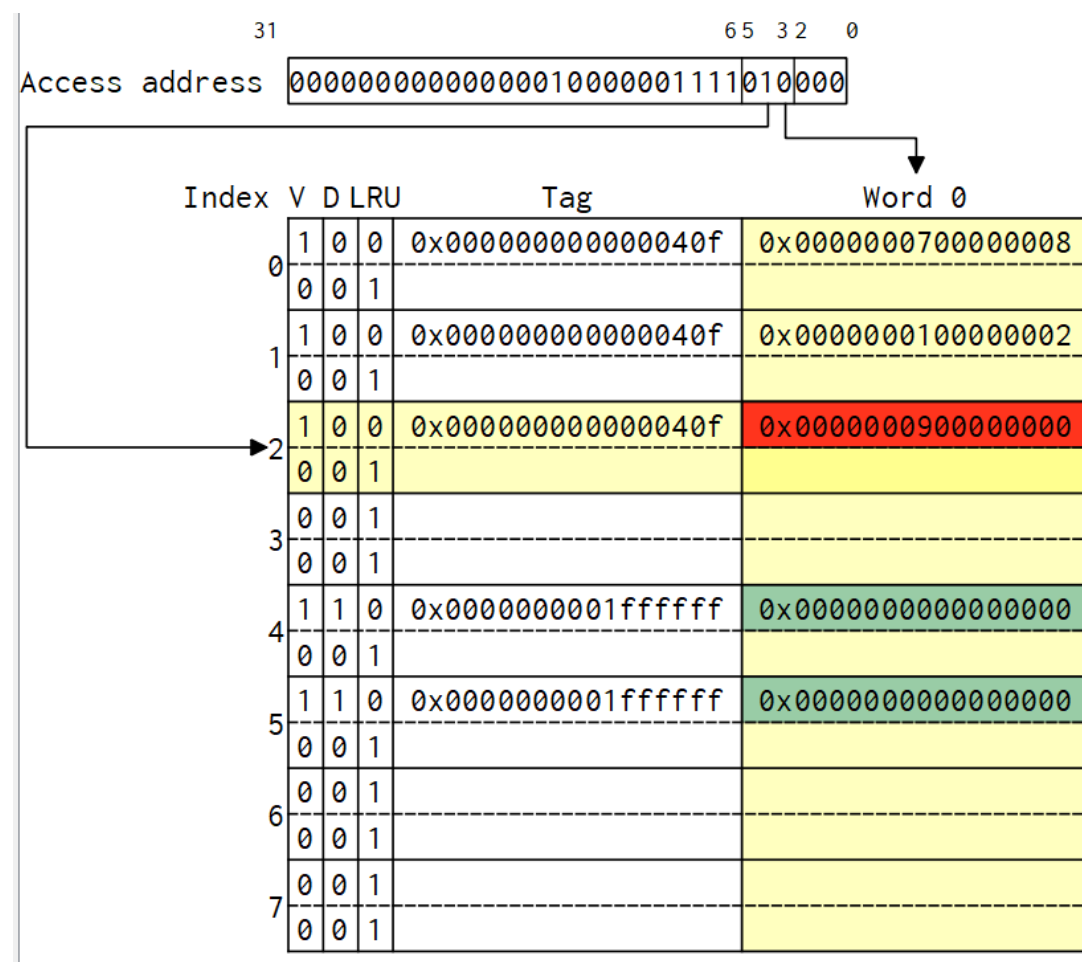 31 6 5 3 2 0
Access address 00000000000000010000001111 010 000
Index V D LRU Tag Word 0
0
1 0 0 0x000000000000040f 0x0000000700000008
0 0 1
1
1 0 0 0x000000000000040f 0x0000000100000002
0 0 1
2
1 0 0 0x000000000000040f 0x0000000900000000
0 0 1
3
0 0 1
0 0 1
4
1 1 0 0x0000000001ffffff 0x0000000000000000
0 0 1
5
1 1 0 0x0000000001ffffff 0x0000000000000000
0 0 1
6
0 0 1
0 0 1
7
0 0 1
0 0 1